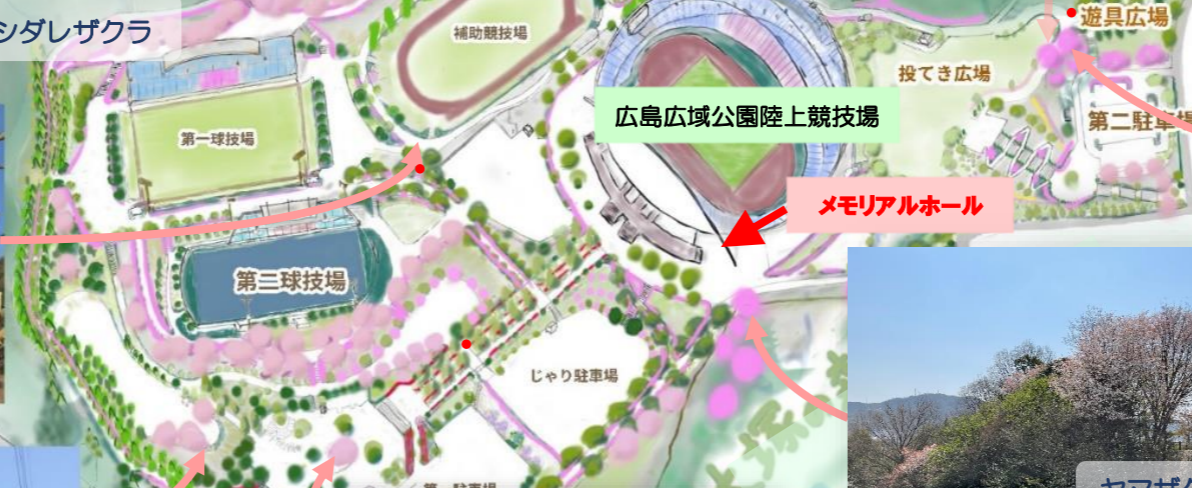 シダレザクラ
補助競技場
遊具広場
投てき広場
広島広域公園陸上競技場
第二駐車場
第一球技場
メモリアルホール
第二球技場
じゃり駐車場